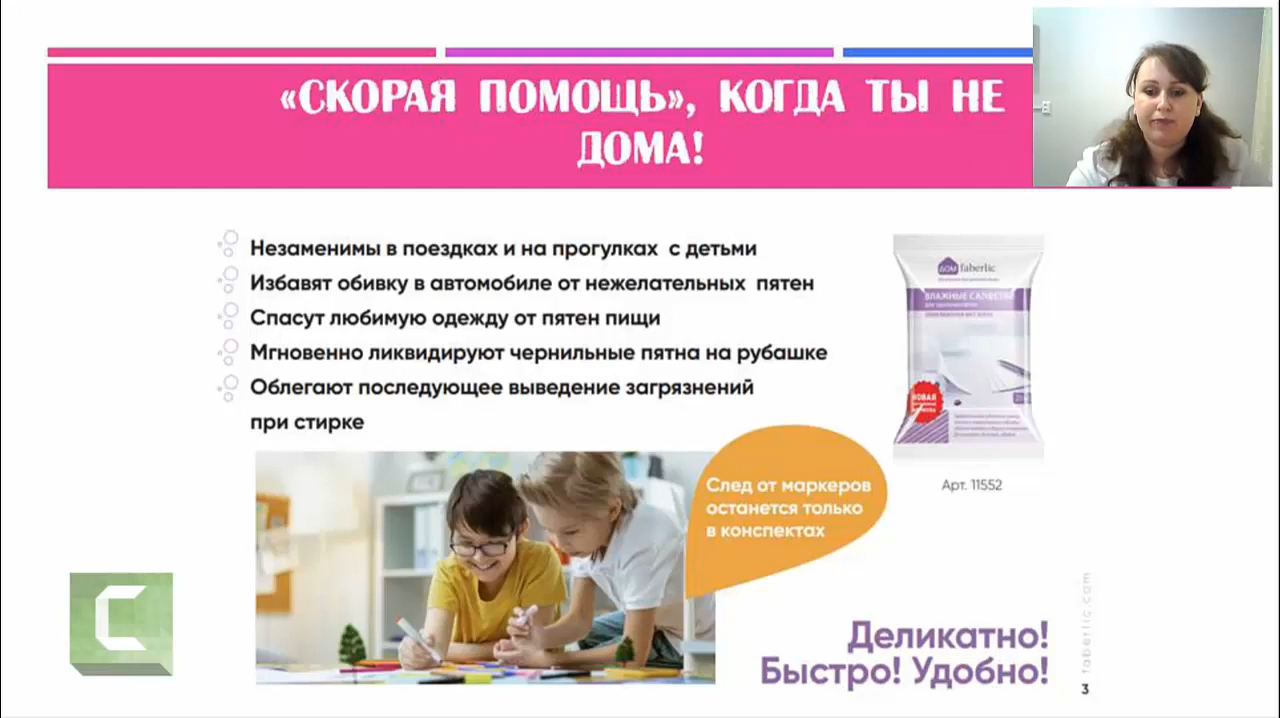 «СКОРАЯ ПОМОЩЬ», КОГДА ТЫ НЕ
ДОМА!
Незаменимы в поездках и на прогулках с детьми
Избавят обивку в автомобиле от нежелательных пятен
Спасут любимую одежду от пятен пищи
Мгновенно ликвидируют чернильные пятна на рубашке
Облегают последующее выведение загрязнений
при стирке
ДОМ faberlic
ВЛАЖНЫЕ САЛФЕТКИ
НОВАЯ
Арт. 11552
След от маркеров
останется только
в конспектах
Деликатно!
Быстро! Удобно!
faberlic.com
3